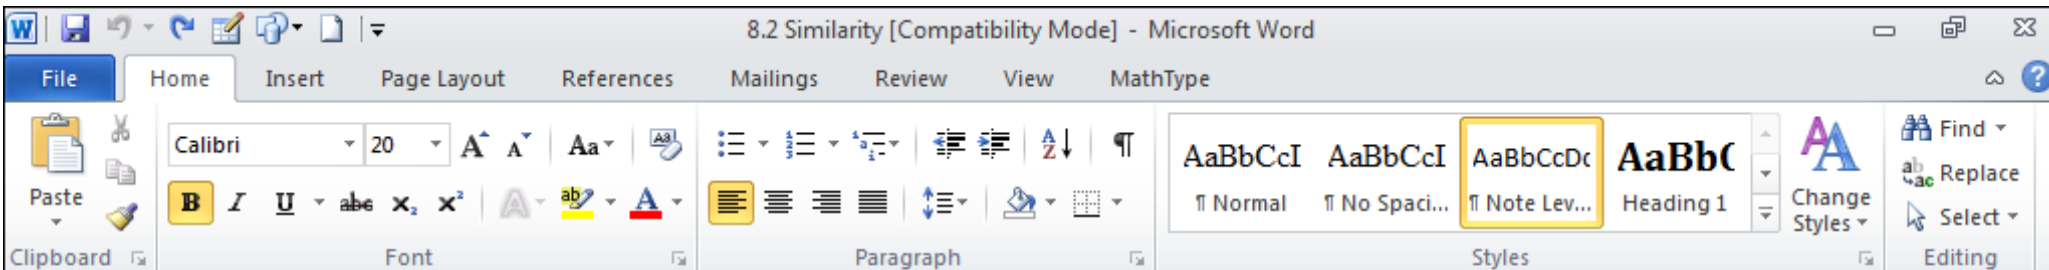 8.2 Similarity [Compatibility Mode] - Microsoft Word
File Home Insert Page Layout References Mailings Review View MathType
Calibri 20 A A Aa
AaBbCcI AaBbCcI AaBbCcDc AaBb(
Find
Replace
Paste
B I U abc x₂ x² A ab A
¶ Normal ¶ No Spaci... ¶ Note Lev... Heading 1
Change Styles
Select
Clipboard Font Paragraph Styles Editing